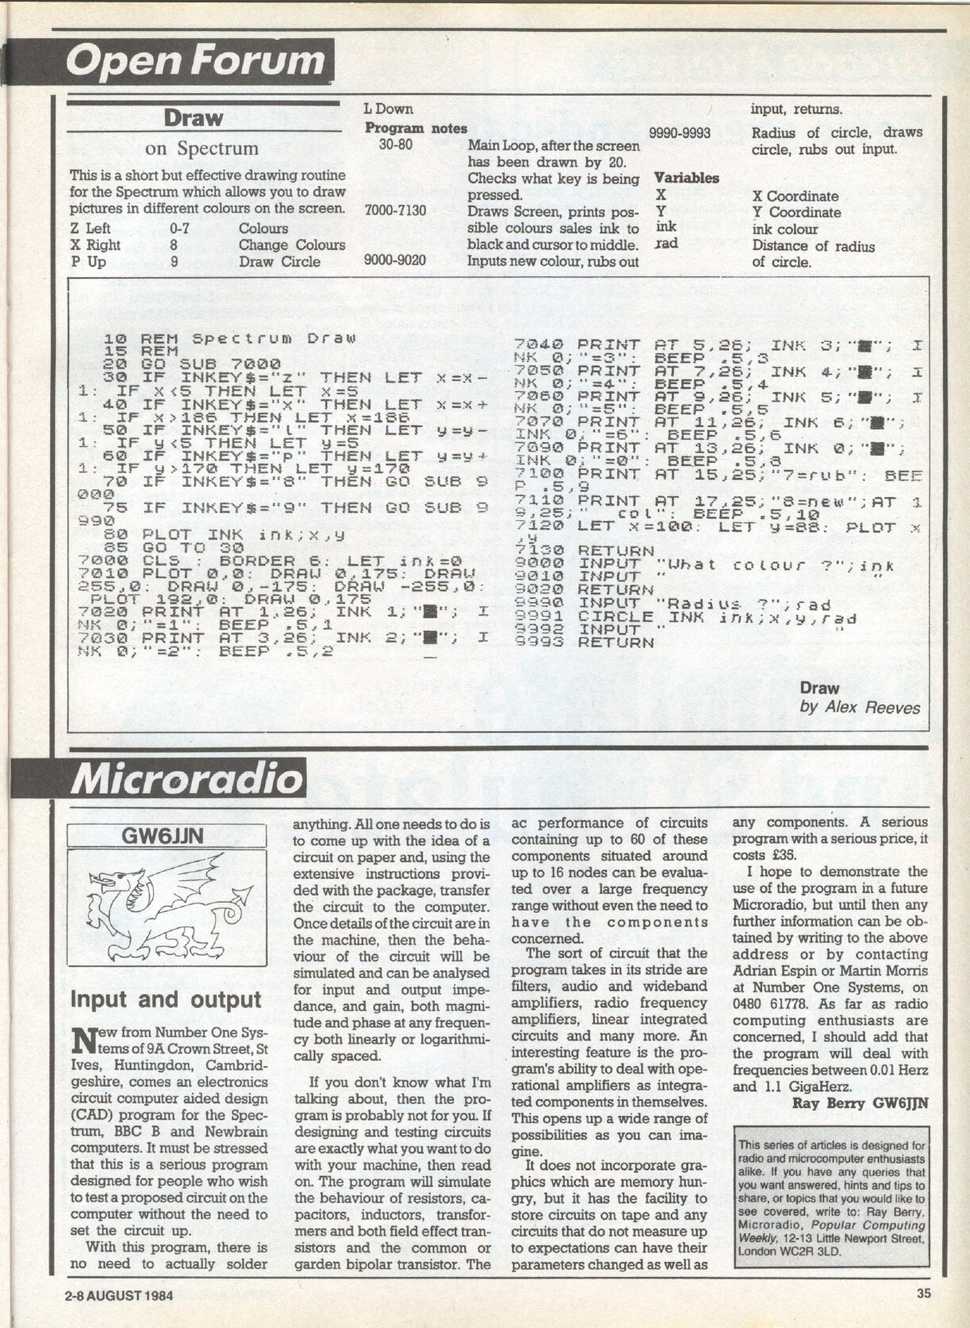 Open Forum
Draw
on Spectrum
This is a short but effective drawing routine
for the Spectrum which allows you to draw
pictures in different colours on the screen.
Z Left 0-7 Colours
X Right 8 Change Colours
P Up 9 Draw Circle
L Down
Program notes
30-80 Main Loop, after the screen
has been drawn by 20.
Checks what key is being
pressed.
7000-7130 Draws Screen, prints pos-
sible colours sales ink to
black and cursor to middle.
9000-9020 Inputs new colour, rubs out
input, returns.
9990-9993 Radius of circle, draws
circle, rubs out input.
Variables
X X Coordinate
Y Y Coordinate
ink ink colour
rad Distance of radius
of circle.
10 REM Spectrum Draw
15 REM
20 GO SUB 7000
30 IF INKEY$="z" THEN LET x=x-
1: IF x<5 THEN LET x=5
40 IF INKEY$="x" THEN LET x=x+
1: IF x>186 THEN LET x=186
50 IF INKEY$="l" THEN LET y=y-
1: IF y<5 THEN LET y=5
60 IF INKEY$="p" THEN LET y=y+
1: IF y>170 THEN LET y=170
70 IF INKEY$="8" THEN GO SUB 9
000
75 IF INKEY$="9" THEN GO SUB 9
990
80 PLOT INK ink;x,y
85 GO TO 30
7000 CLS : BORDER 6: LET ink=0
7010 PLOT 0,0: DRAW 0,175: DRAW
255,0: DRAW 0,-175: DRAW -255,0:
PLOT 192,0: DRAW 0,175
7020 PRINT AT 1,26; INK 1;"■"; I
NK 0;"=1": BEEP .5,1
7030 PRINT AT 3,26; INK 2;"■"; I
NK 0;"=2": BEEP .5,2
7040 PRINT AT 5,26; INK 3;"■"; I
NK 0;"=3": BEEP .5,3
7050 PRINT AT 7,26; INK 4;"■"; I
NK 0;"=4": BEEP .5,4
7060 PRINT AT 9,26; INK 5;"■"; I
NK 0;"=5": BEEP .5,5
7070 PRINT AT 11,26; INK 6;"■";
INK 0;"=6": BEEP .5,6
7090 PRINT AT 13,26; INK 0;"■";
INK 0;"=0": BEEP .5,8
7100 PRINT AT 15,25;"7=rub": BEE
P .5,9
7110 PRINT AT 17,25;"8=new";AT 1
9,25;" col": BEEP .5,10
7120 LET x=100: LET y=88: PLOT x
,y
7130 RETURN
9000 INPUT "What colour ?";ink
9010 INPUT " "
9020 RETURN
9990 INPUT "Radius ?";rad
9991 CIRCLE INK ink;x,y,rad
9992 INPUT " "
9993 RETURN
Draw
by Alex Reeves
Microradio
GW6JJN
Input and output
New from Number One Sys-
tems of 9A Crown Street, St
Ives, Huntingdon, Cambrid-
geshire, comes an electronics
circuit computer aided design
(CAD) program for the Spec-
trum, BBC B and Newbrain
computers. It must be stressed
that this is a serious program
designed for people who wish
to test a proposed circuit on the
computer without the need to
set the circuit up.
With this program, there is
no need to actually solder
anything. All one needs to do is
to come up with the idea of a
circuit on paper and, using the
extensive instructions provi-
ded with the package, transfer
the circuit to the computer.
Once details of the circuit are in
the machine, then the beha-
viour of the circuit will be
simulated and can be analysed
for input and output impe-
dance, and gain, both magni-
tude and phase at any frequen-
cy both linearly or logarithmi-
cally spaced.
If you don't know what I'm
talking about, then the pro-
gram is probably not for you. If
designing and testing circuits
are exactly what you want to do
with your machine, then read
on. The program will simulate
the behaviour of resistors, ca-
pacitors, inductors, transfor-
mers and both field effect tran-
sistors and the common or
garden bipolar transistor. The
ac performance of circuits
containing up to 60 of these
components situated around
up to 16 nodes can be evalua-
ted over a large frequency
range without even the need to
have the components
concerned.
The sort of circuit that the
program takes in its stride are
filters, audio and wideband
amplifiers, radio frequency
amplifiers, linear integrated
circuits and many more. An
interesting feature is the pro-
gram's ability to deal with ope-
rational amplifiers as integra-
ted components in themselves.
This opens up a wide range of
possibilities as you can ima-
gine.
It does not incorporate gra-
phics which are memory hun-
gry, but it has the facility to
store circuits on tape and any
circuits that do not measure up
to expectations can have their
parameters changed as well as
any components. A serious
program with a serious price, it
costs £35.
I hope to demonstrate the
use of the program in a future
Microradio, but until then any
further information can be ob-
tained by writing to the above
address or by contacting
Adrian Espin or Martin Morris
at Number One Systems, on
0480 61778. As far as radio
computing enthusiasts are
concerned, I should add that
the program will deal with
frequencies between 0.01 Herz
and 1.1 GigaHerz.
Ray Berry GW6JJN
This series of articles is designed for
radio and microcomputer enthusiasts
alike. If you have any queries that
you want answered, hints and tips to
share, or topics that you would like to
see covered, write to: Ray Berry,
Microradio, Popular Computing
Weekly, 12-13 Little Newport Street,
London WC2R 3LD.
2-8 AUGUST 1984
35